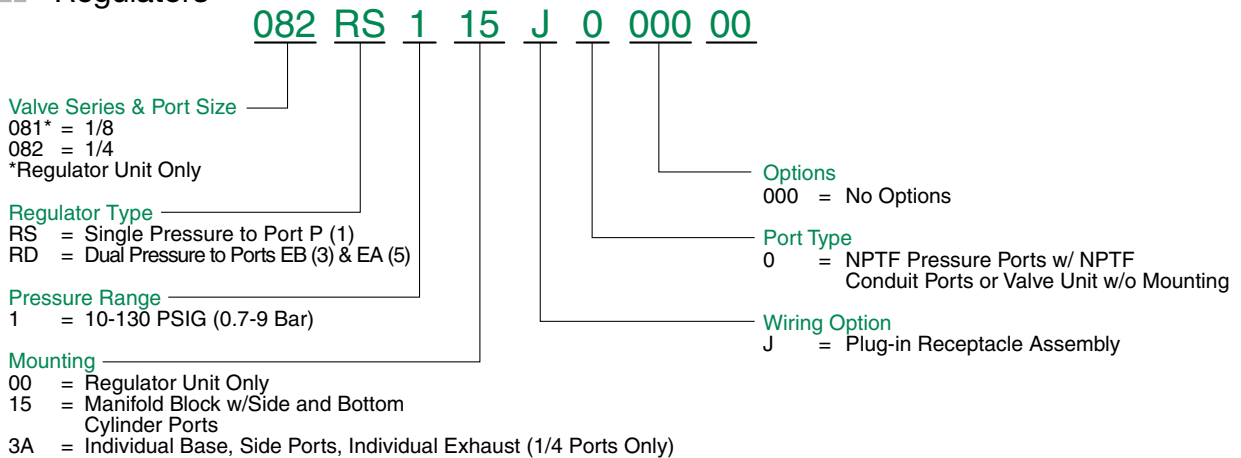 Regulators
082 RS 1 15 J 0 000 00
Valve Series & Port Size
081* = 1/8
082 = 1/4
*Regulator Unit Only
Regulator Type
RS = Single Pressure to Port P (1)
RD = Dual Pressure to Ports EB (3) & EA (5)
Pressure Range
1 = 10-130 PSIG (0.7-9 Bar)
Mounting
00 = Regulator Unit Only
15 = Manifold Block w/Side and Bottom
Cylinder Ports
3A = Individual Base, Side Ports, Individual Exhaust (1/4 Ports Only)
Options
000 = No Options
Port Type
0 = NPTF Pressure Ports w/ NPTF
Conduit Ports or Valve Unit w/o Mounting
Wiring Option
J = Plug-in Receptacle Assembly